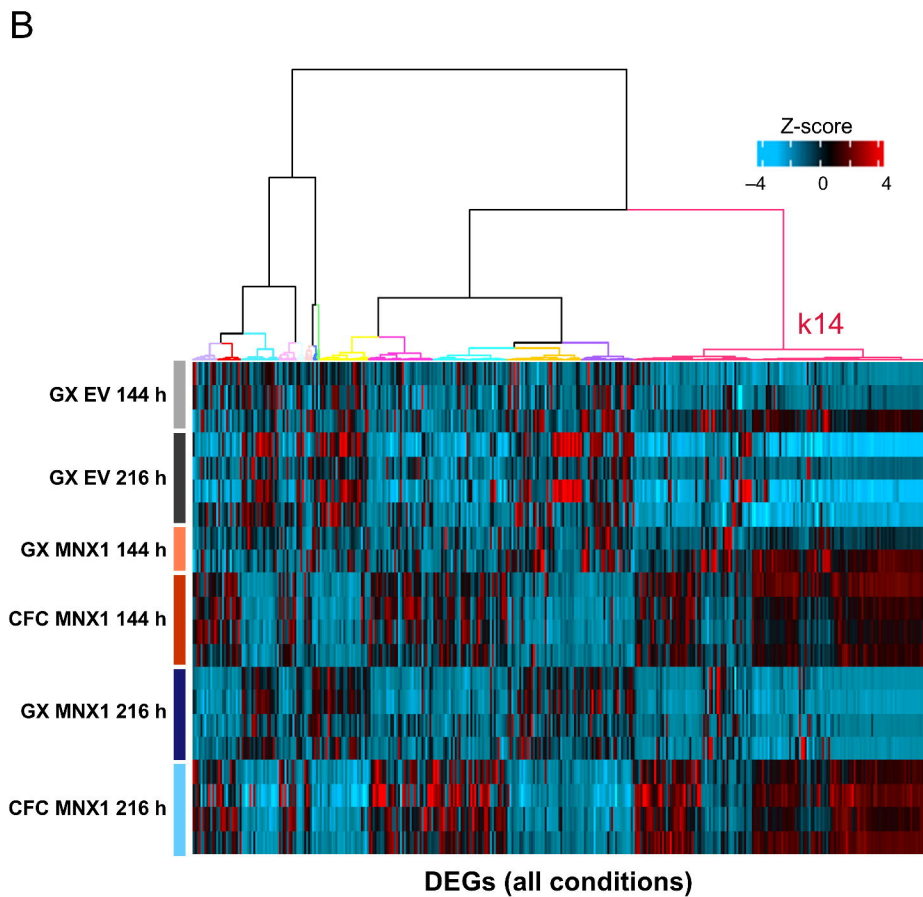 B
Z-score
–4 0 4
k14
GX EV 144 h
GX EV 216 h
GX MNX1 144 h
CFC MNX1 144 h
GX MNX1 216 h
CFC MNX1 216 h
DEGs (all conditions)